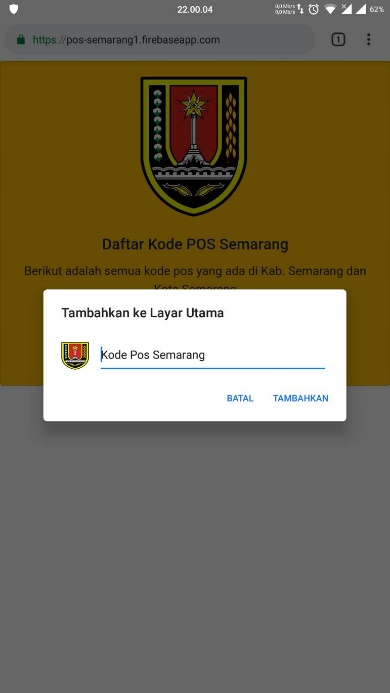 22.00.04
0,0Mb/s
0,0Mb/s
62%
https://pos-semarang1.firebaseapp.com
1
Daftar Kode POS Semarang
Berikut adalah semua kode pos yang ada di Kab. Semarang dan
Kota Semarang
Tambahkan ke Layar Utama
Kode Pos Semarang
BATAL
TAMBAHKAN